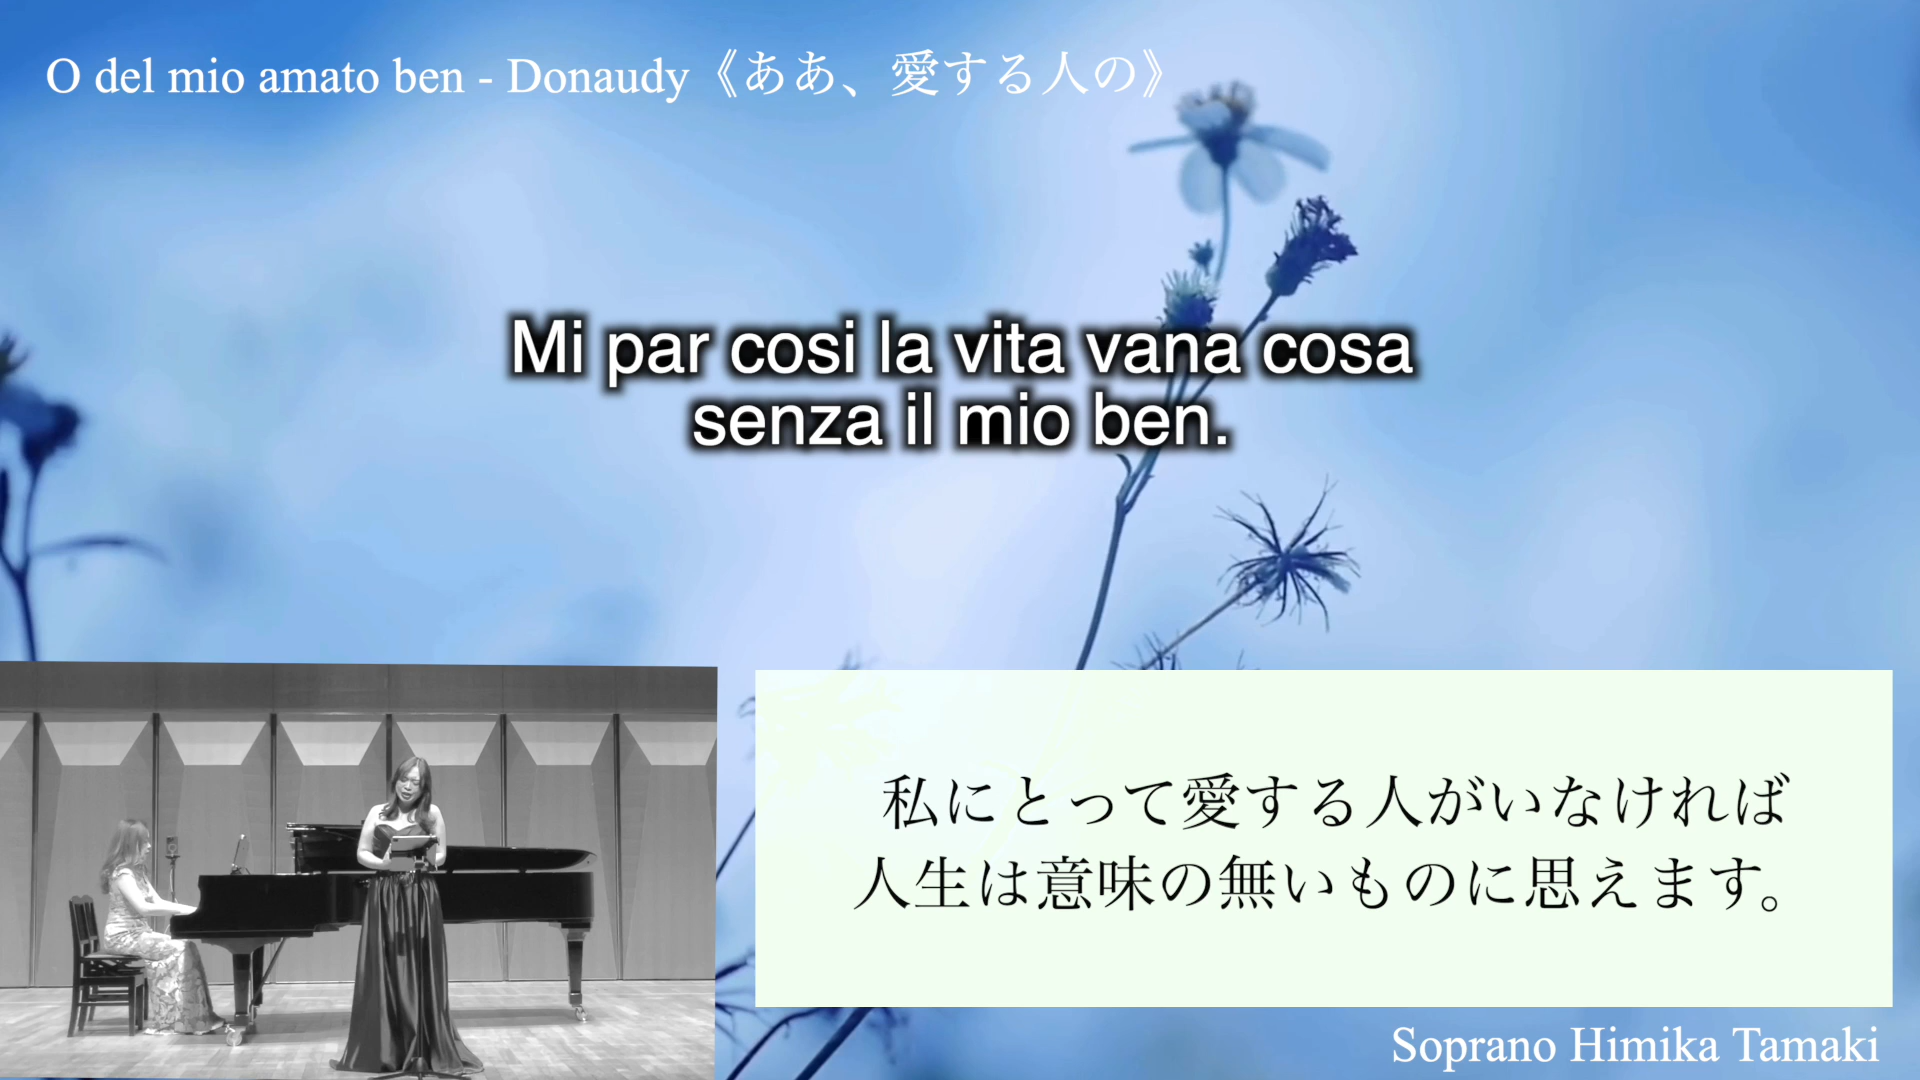 O del mio amato ben - Donaudy《ああ、愛する人の》
Mi par cosi la vita vana cosa
senza il mio ben.
私にとって愛する人がいなければ
人生は意味の無いものに思えます。
Soprano Himika Tamaki